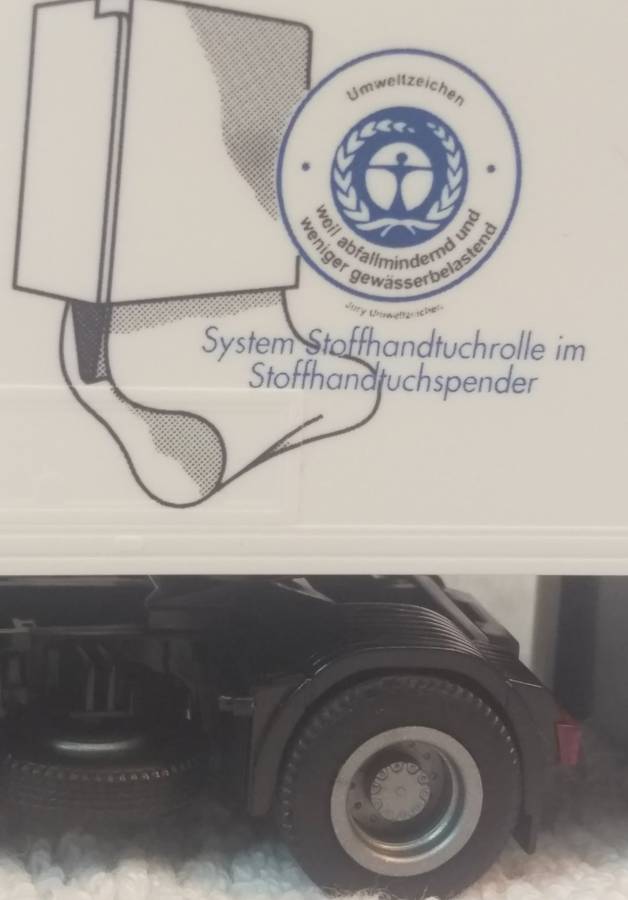 Umweltzeichen
weil abfallmindernd und
weniger gewässerbelastend
Jury Umweltzeichen
System Stoffhandtuchrolle im
Stoffhandtuchspender